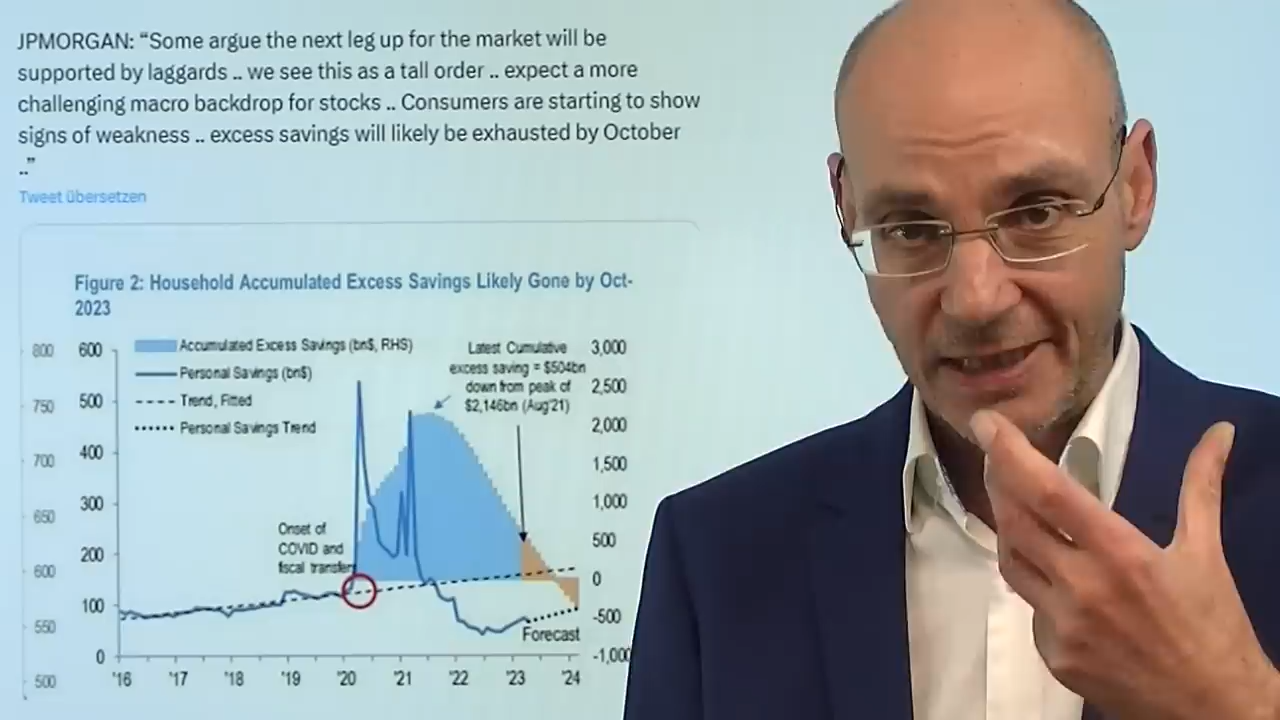 JPMORGAN: “Some argue the next leg up for the market will be
supported by laggards .. we see this as a tall order .. expect a more
challenging macro backdrop for stocks .. Consumers are starting to show
signs of weakness .. excess savings will likely be exhausted by October
..”
Tweet übersetzen
Figure 2: Household Accumulated Excess Savings Likely Gone by Oct-
2023
Accumulated Excess Savings (bn$, RHS)
Personal Savings (bn$)
Trend, Fitted
Personal Savings Trend
Latest Cumulative
excess saving = $504bn
down from peak of
$2,146bn (Aug'21)
Onset of
COVID and
fiscal transfers
Forecast
800
750
700
650
600
550
500
600
500
400
300
200
100
0
3,000
2,500
2,000
1,500
1,000
500
0
-500
-1,000
'16 '17 '18 '19 '20 '21 '22 '23 '24